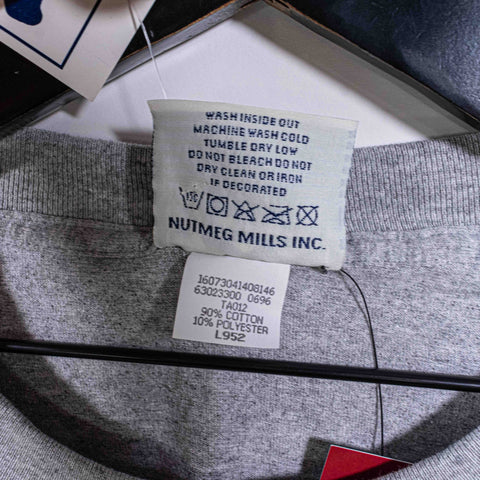 WASH INSIDE OUT
MACHINE WASH COLD
TUMBLE DRY LOW
DO NOT BLEACH DO NOT
DRY CLEAN OR IRON
IF DECORATED
NUTMEG MILLS INC.
16073041408146
63023300 0696
TA012
90% COTTON
10% POLYESTER
L952